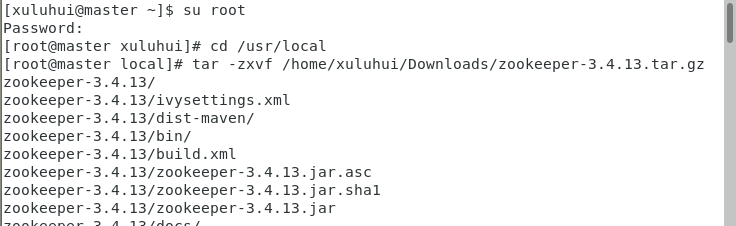 [xuluhui@master ~]$ su root
Password:
[root@master xuluhui]# cd /usr/local
[root@master local]# tar -zxvf /home/xuluhui/Downloads/zookeeper-3.4.13.tar.gz
zookeeper-3.4.13/
zookeeper-3.4.13/ivysettings.xml
zookeeper-3.4.13/dist-maven/
zookeeper-3.4.13/bin/
zookeeper-3.4.13/build.xml
zookeeper-3.4.13/zookeeper-3.4.13.jar.asc
zookeeper-3.4.13/zookeeper-3.4.13.jar.sha1
zookeeper-3.4.13/zookeeper-3.4.13.jar
zookeeper-3.4.13/docs/